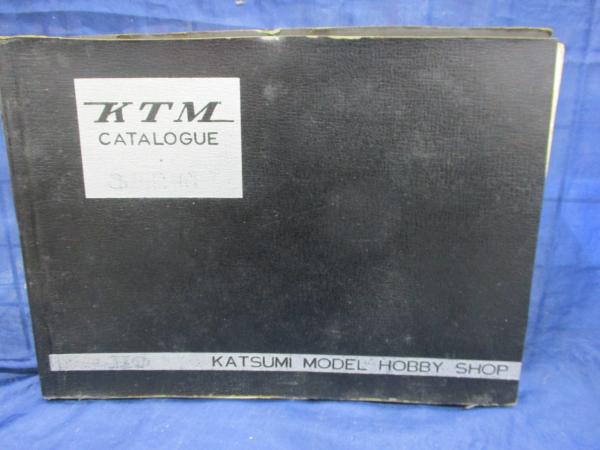 KTM
CATALOGUE
KATSUMI MODEL HOBBY SHOP